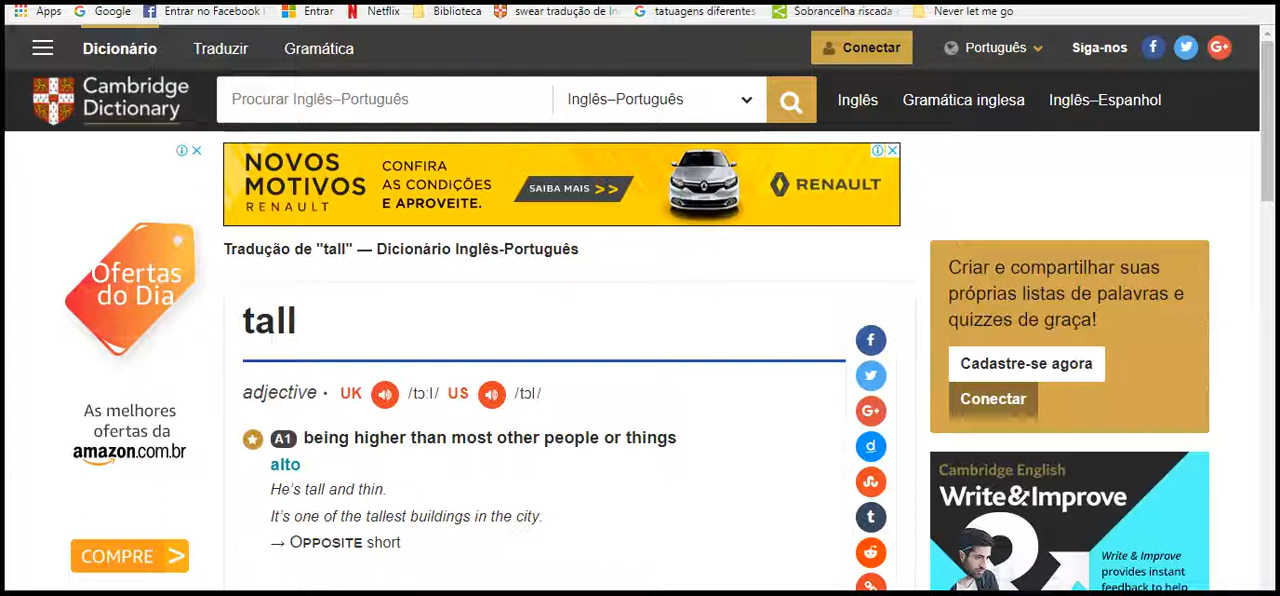 Apps Google Entrar no Facebook Entrar Netflix Biblioteca swear tradução de In Sobrancelha riscada tatuagens diferentes Never let me go
Dicionário Traduzir Gramática Conectar Português Siga-nos
Cambridge
Dictionary
Procurar Inglês–Português Inglês–Português Inglês Gramática inglesa Inglês–Espanhol
NOVOS
MOTIVOS
RENAULT
CONFIRA
AS CONDIÇÕES
E APROVEITE.
SAIBA MAIS >>
RENAULT
Ofertas
do Dia
As melhores
ofertas da
amazon.com.br
COMPRE >
Tradução de "tall" — Dicionário Inglês-Português
tall
adjective · UK /tɔːl/ US /tɔl/
A1 being higher than most other people or things
alto
He's tall and thin.
It's one of the tallest buildings in the city.
→ OPPOSITE short
Criar e compartilhar suas
próprias listas de palavras e
quizzes de graça!
Cadastre-se agora
Conectar
Cambridge English
Write&Improve
Write & Improve
provides instant
feedback to help